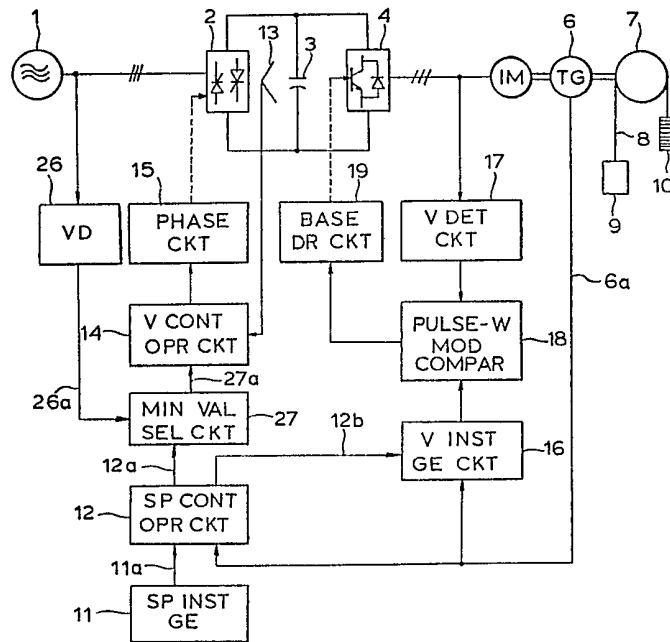 1
2
13
3
4
6
7
IM
TG
8
9
10
26
VD
15
PHASE
CKT
19
BASE
DR CKT
17
V DET
CKT
6a
14
V CONT
OPR CKT
PULSE-W
MOD
COMPAR
18
26a
27a
MIN VAL
SEL CKT
27
12b
12a
V INST
GE CKT
16
12
SP CONT
OPR CKT
11a
11
SP INST
GE